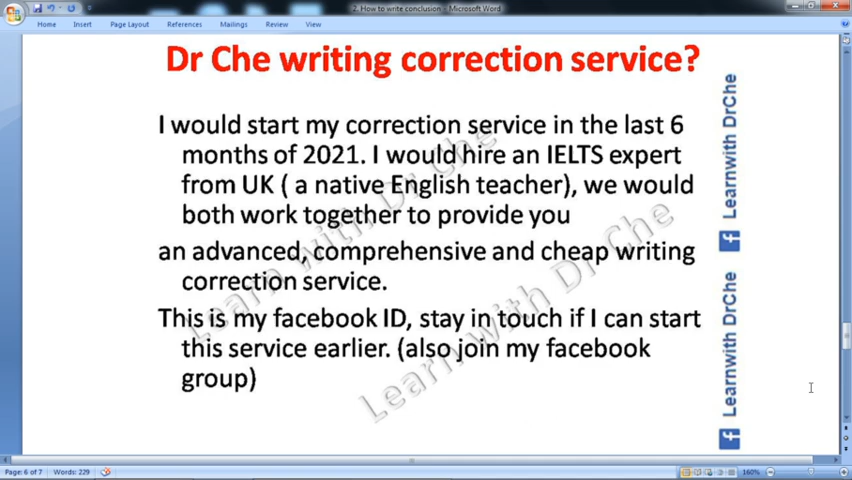 2. How to write conclusion - Microsoft Word
Home Insert Page Layout References Mailings Review View
Dr Che writing correction service?
I would start my correction service in the last 6
months of 2021. I would hire an IELTS expert
from UK ( a native English teacher), we would
both work together to provide you
an advanced, comprehensive and cheap writing
correction service.
This is my facebook ID, stay in touch if I can start
this service earlier. (also join my facebook
group)
Learn with Dr Che
Learn with Dr Che
Learnwith DrChe
Learnwith DrChe
Page: 6 of 7 Words: 229 160%